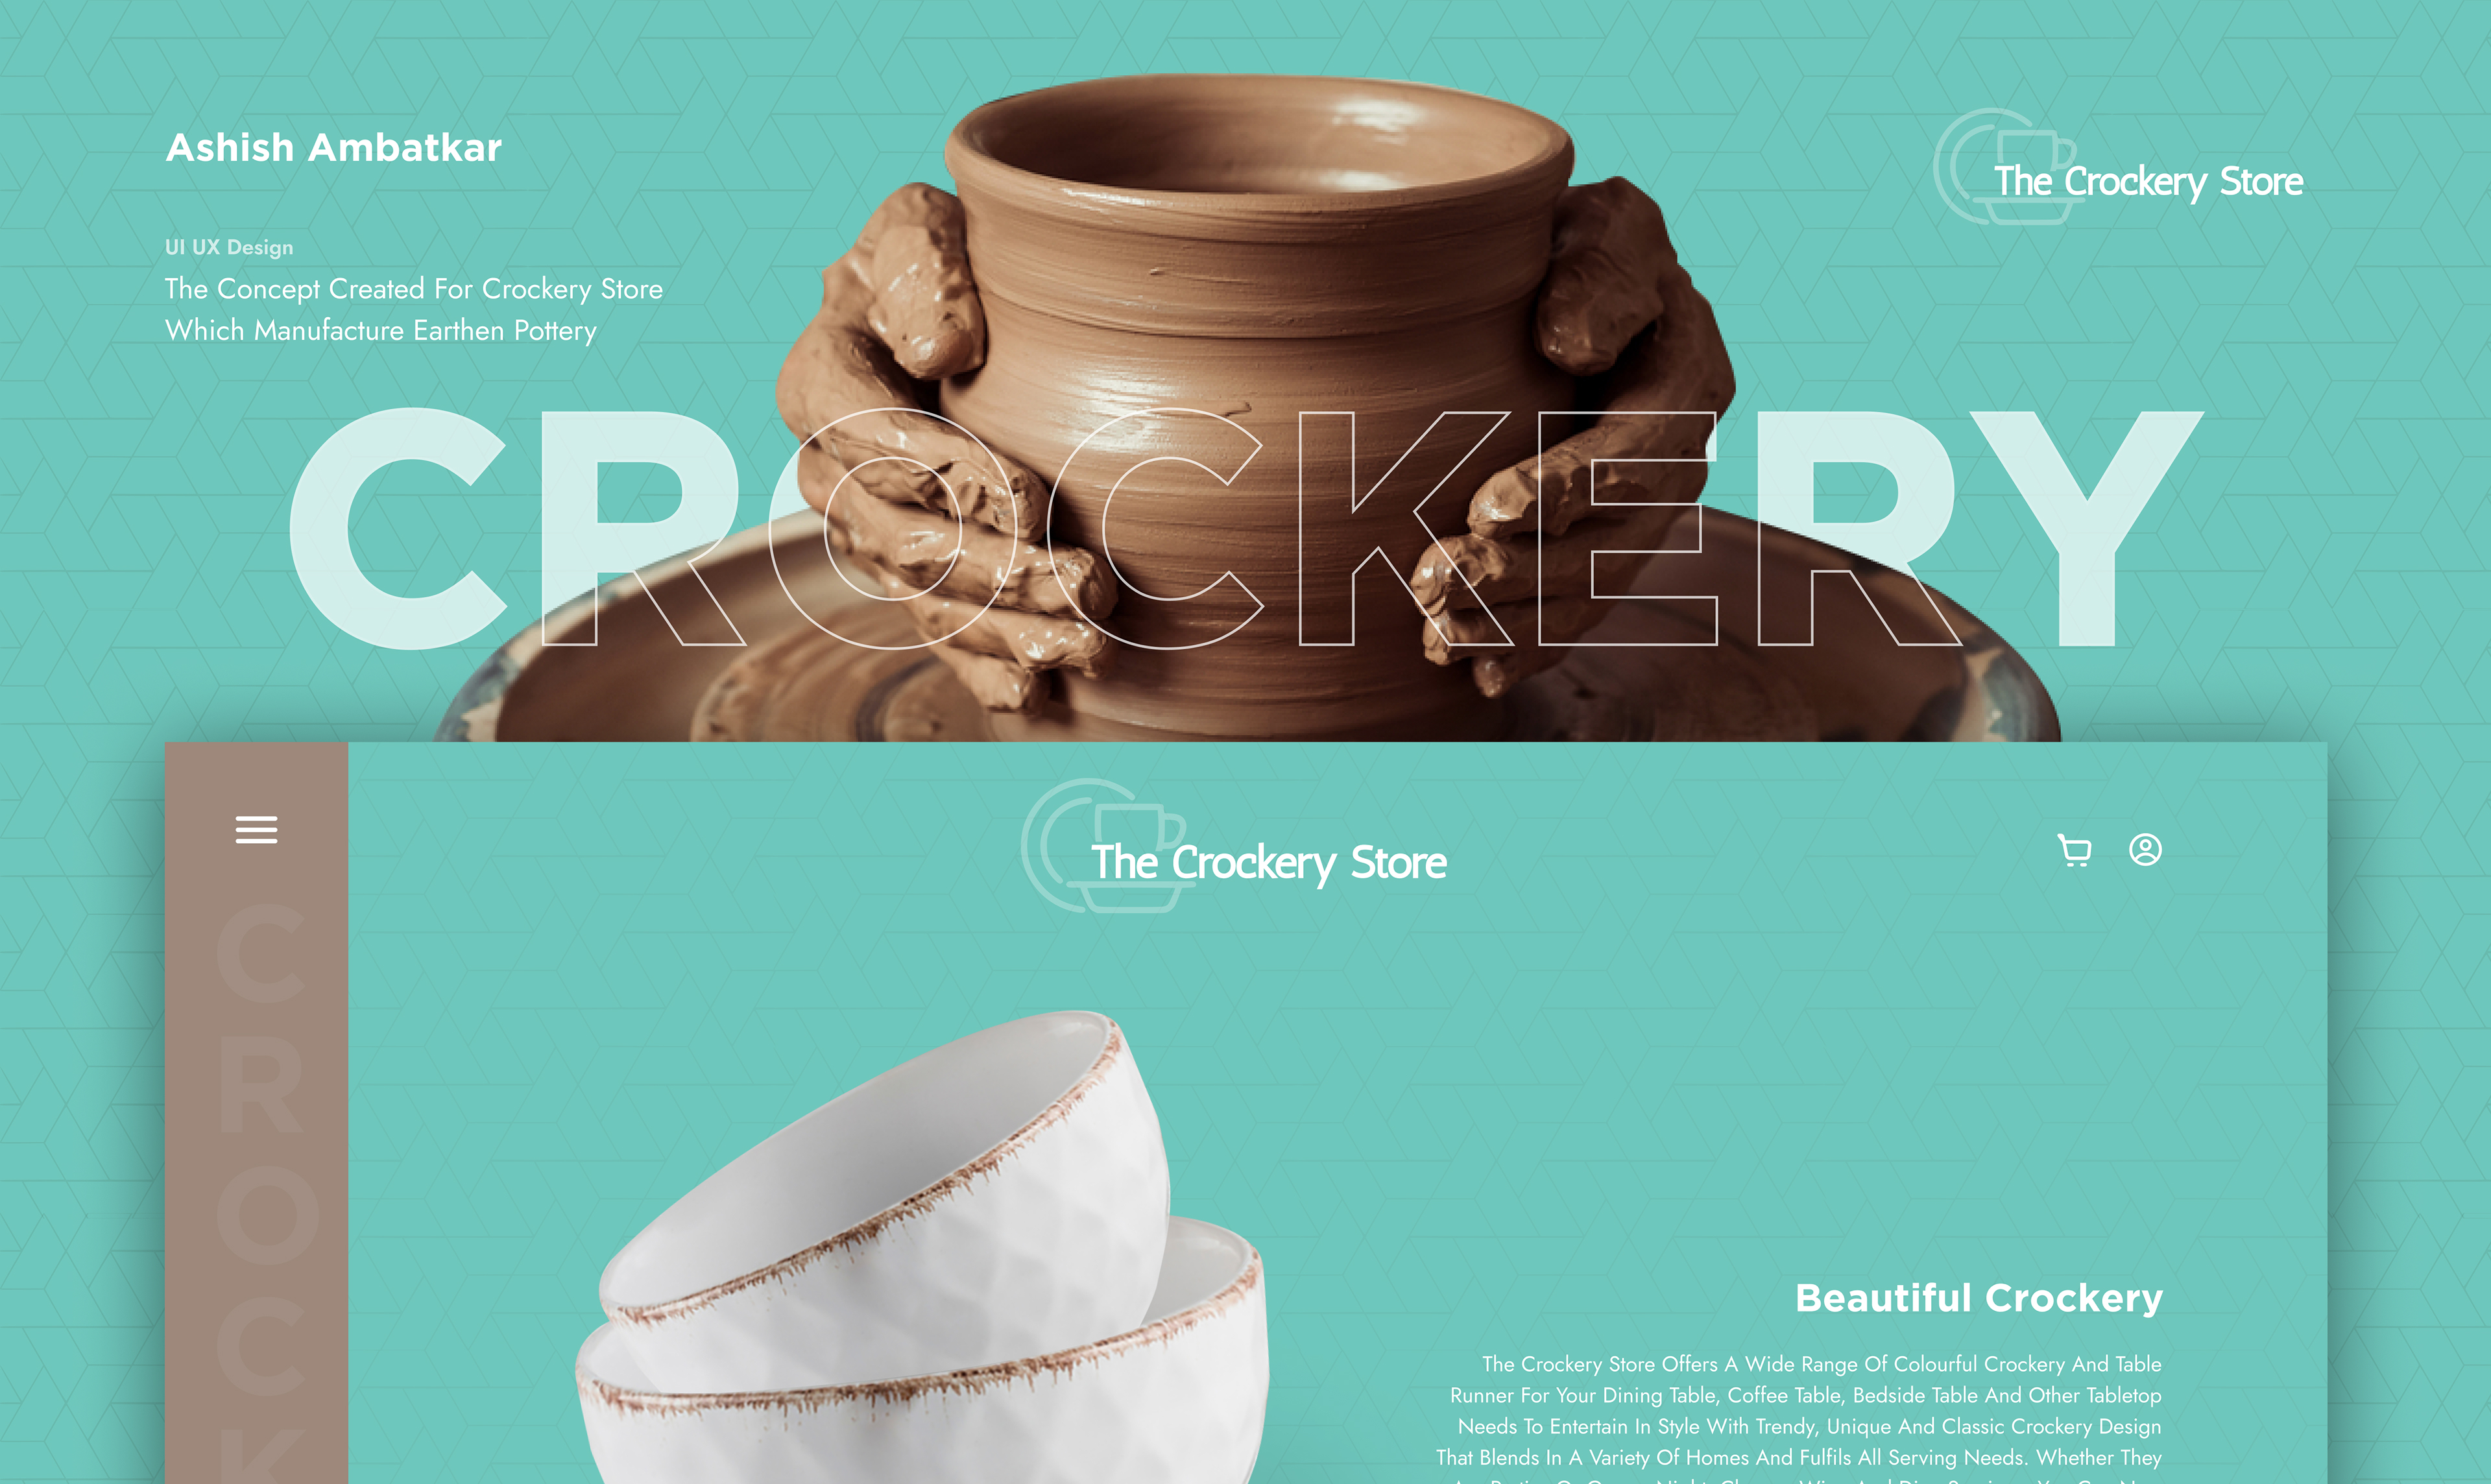 Ashish Ambatkar
The Crockery Store
UI UX Design
The Concept Created For Crockery Store
Which Manufacture Earthen Pottery
CROCKERY
The Crockery Store
C
R
O
C
K
Beautiful Crockery
The Crockery Store Offers A Wide Range Of Colourful Crockery And Table
Runner For Your Dining Table, Coffee Table, Bedside Table And Other Tabletop
Needs To Entertain In Style With Trendy, Unique And Classic Crockery Design
That Blends In A Variety Of Homes And Fulfils All Serving Needs. Whether They